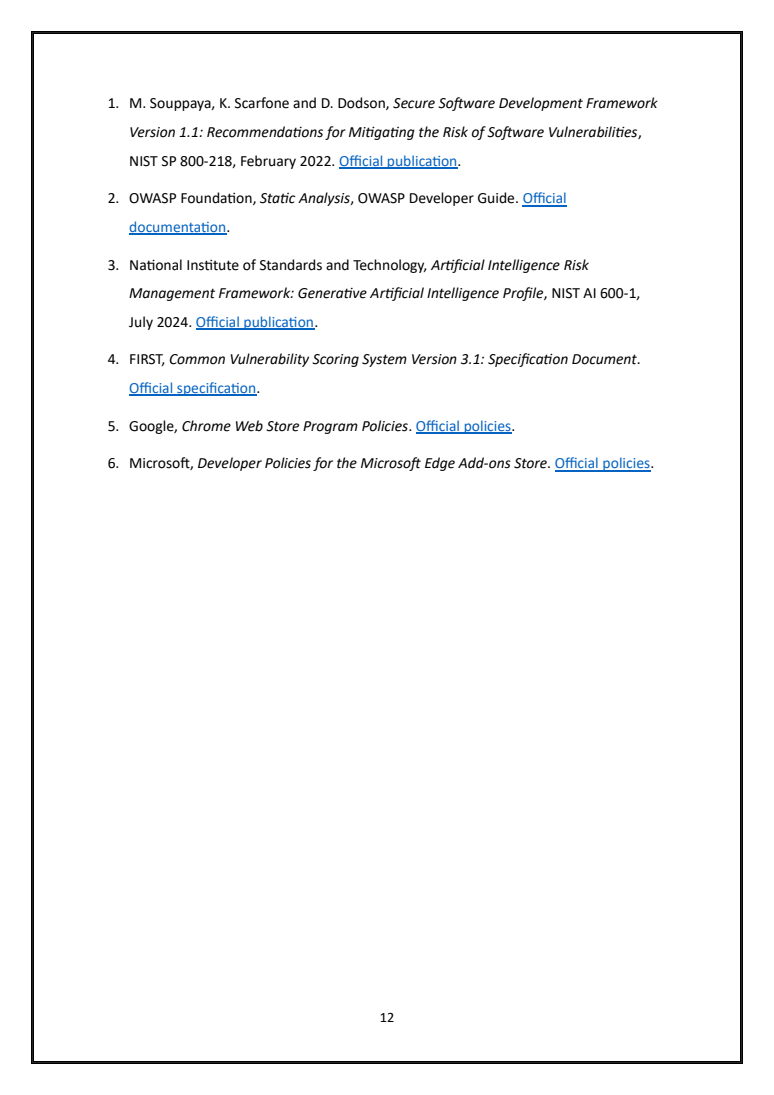 1. M. Souppaya, K. Scarfone and D. Dodson, Secure Software Development Framework
Version 1.1: Recommendations for Mitigating the Risk of Software Vulnerabilities,
NIST SP 800-218, February 2022. Official publication.
2. OWASP Foundation, Static Analysis, OWASP Developer Guide. Official
documentation.
3. National Institute of Standards and Technology, Artificial Intelligence Risk
Management Framework: Generative Artificial Intelligence Profile, NIST AI 600-1,
July 2024. Official publication.
4. FIRST, Common Vulnerability Scoring System Version 3.1: Specification Document.
Official specification.
5. Google, Chrome Web Store Program Policies. Official policies.
6. Microsoft, Developer Policies for the Microsoft Edge Add-ons Store. Official policies.
12